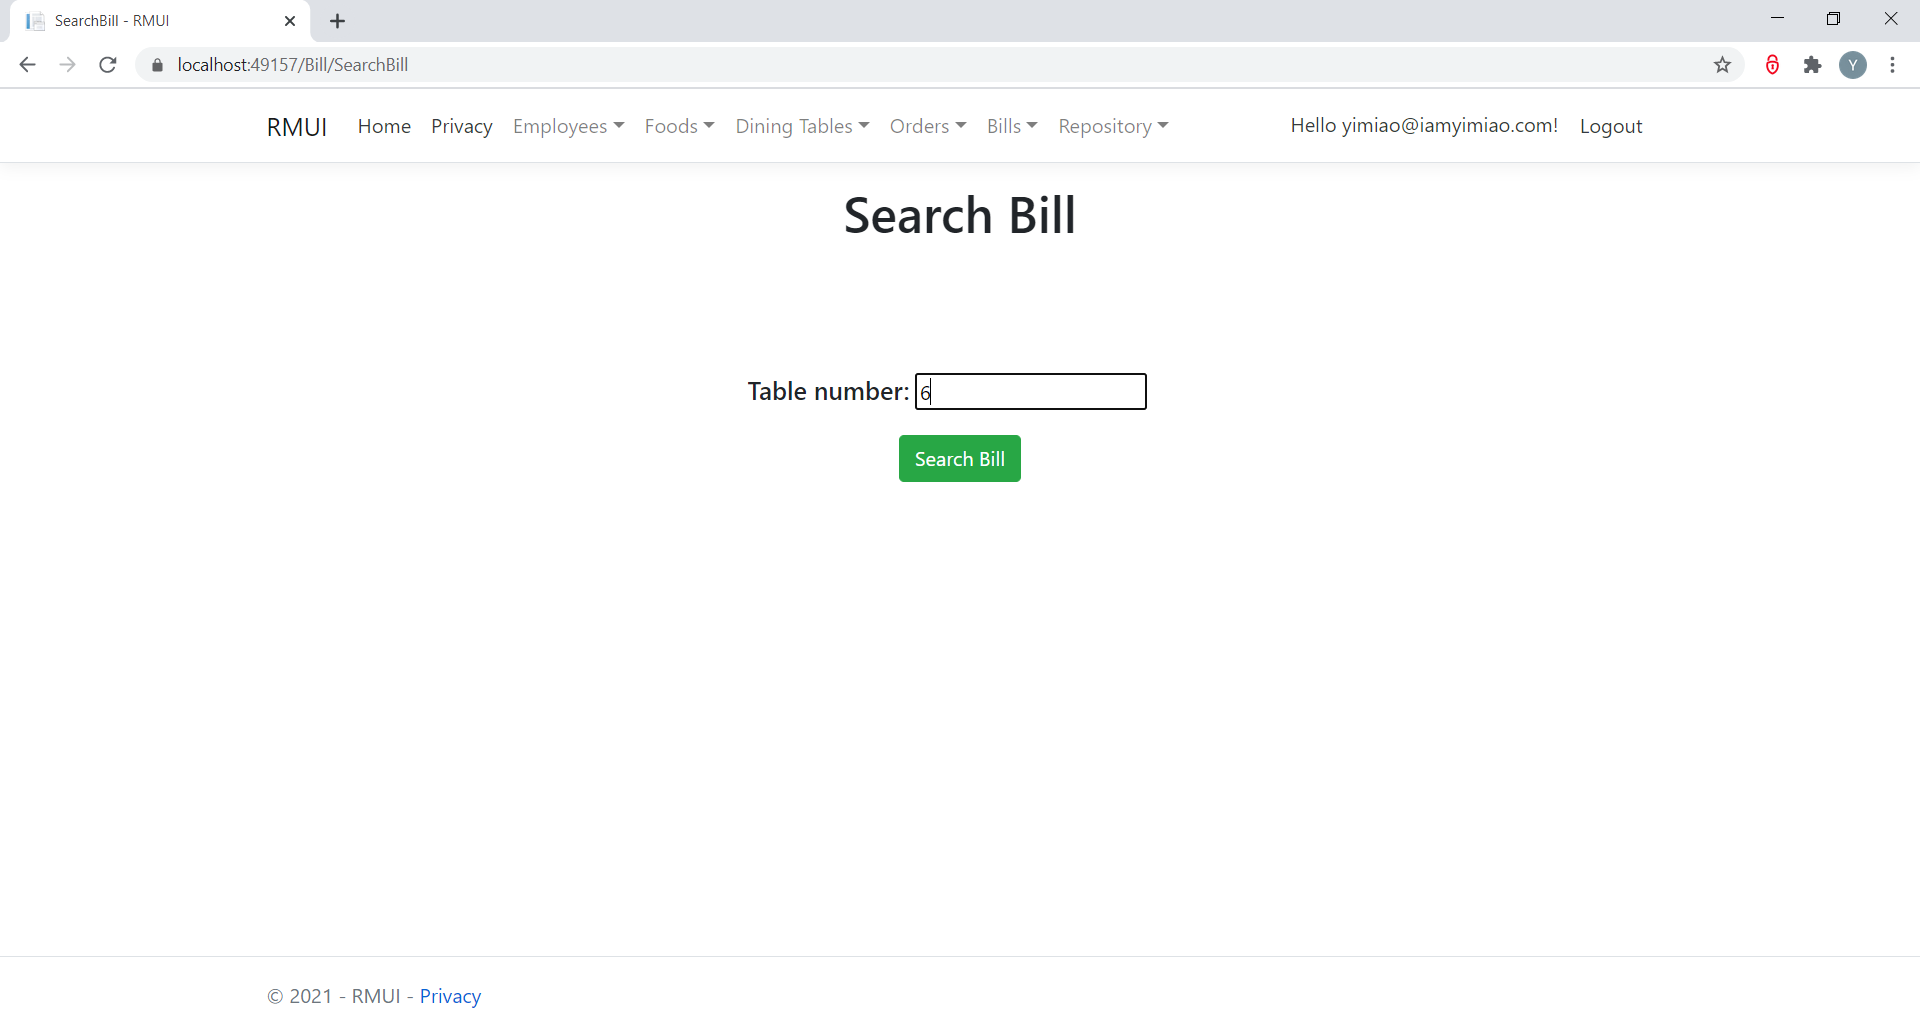 SearchBill - RMUI
localhost:49157/Bill/SearchBill
Y
RMUI Home Privacy Employees Foods Dining Tables Orders Bills Repository Hello yimiao@iamyimiao.com! Logout
Search Bill
Table number: 6
Search Bill
© 2021 - RMUI - Privacy